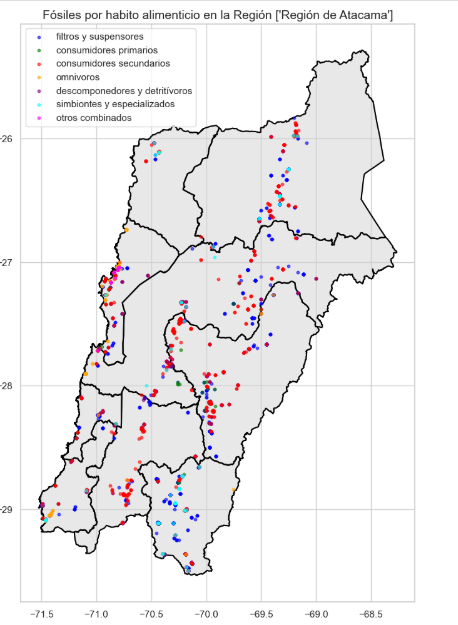 Fósiles por habito alimenticio en la Región ['Región de Atacama']
filtros y suspensores
consumidores primarios
consumidores secundarios
omnivoros
descomponedores y detritívoros
simbiontes y especializados
otros combinados
−26
−27
−28
−29
−71.5 −71.0 −70.5 −70.0 −69.5 −69.0 −68.5